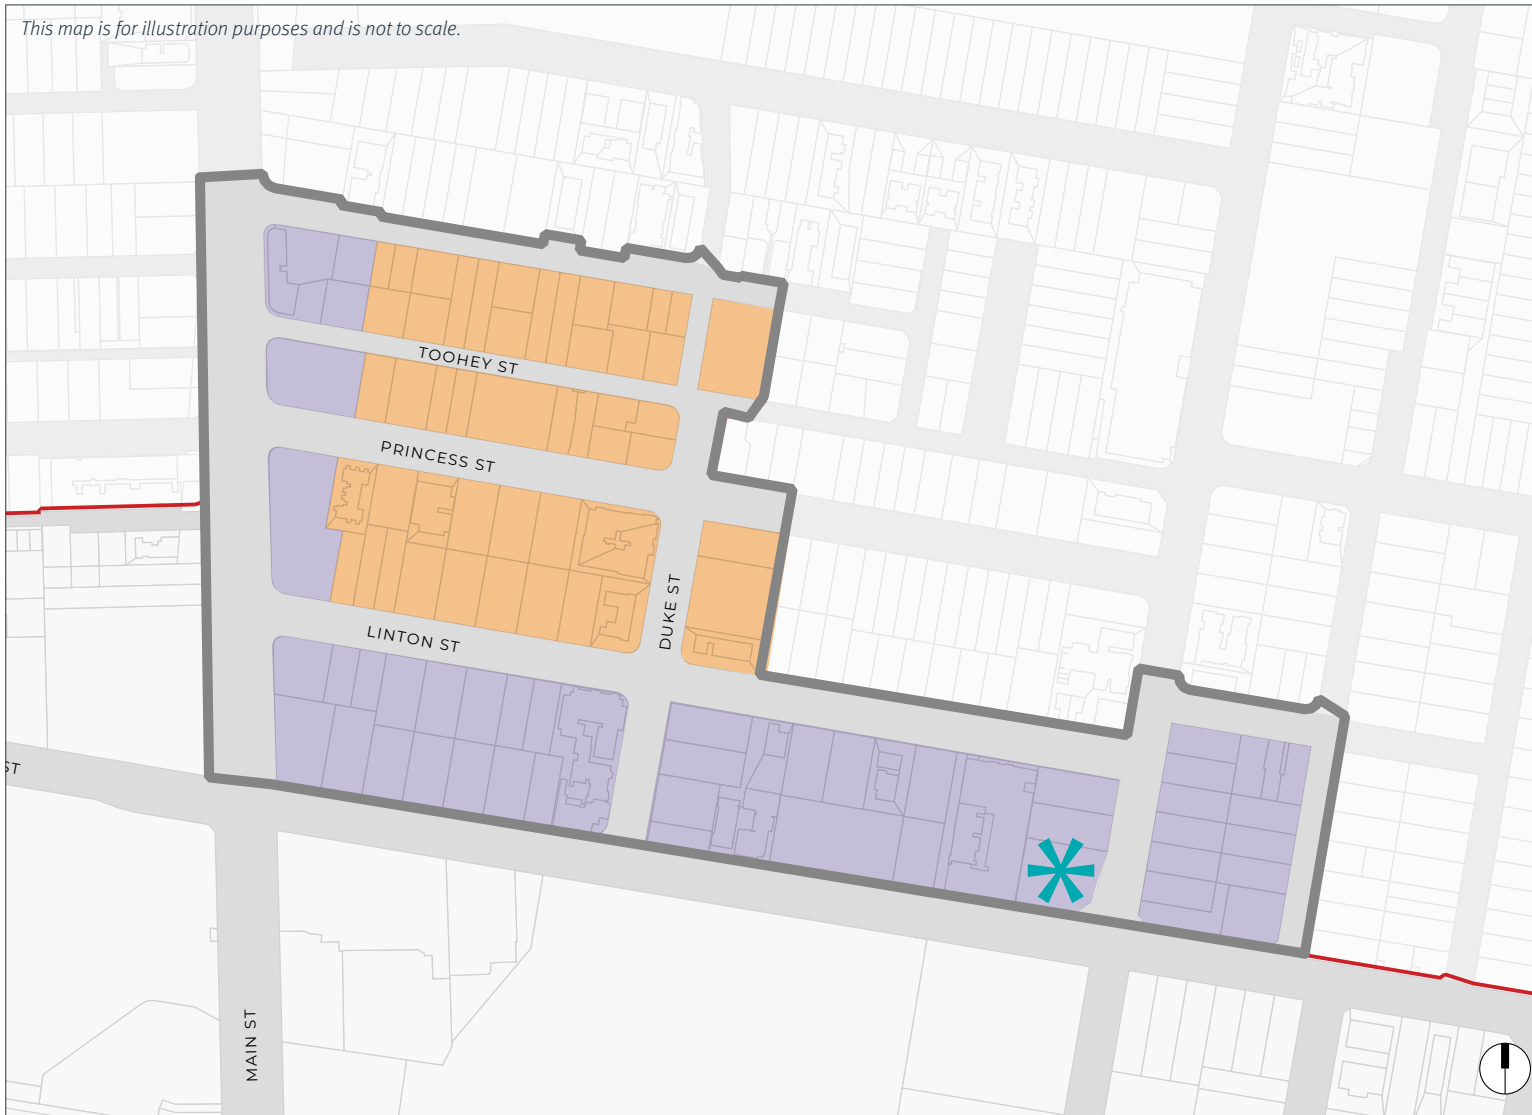 This map is for illustration purposes and is not to scale.
TOOHEY ST
PRINCESS ST
DUKE ST
LINTON ST
ST
MAIN ST